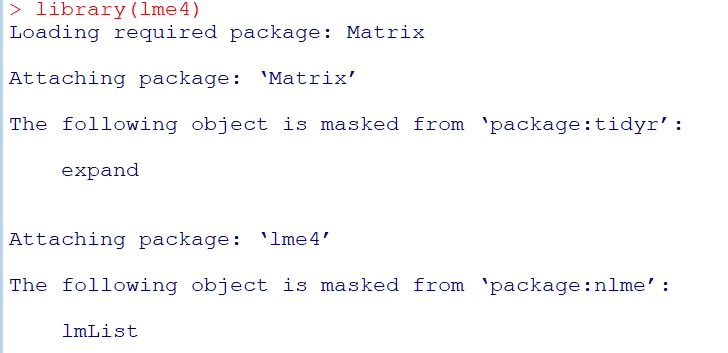 > library(lme4)
Loading required package: Matrix
Attaching package: ‘Matrix’
The following object is masked from ‘package:tidyr’:
expand
Attaching package: ‘lme4’
The following object is masked from ‘package:nlme’:
lmList